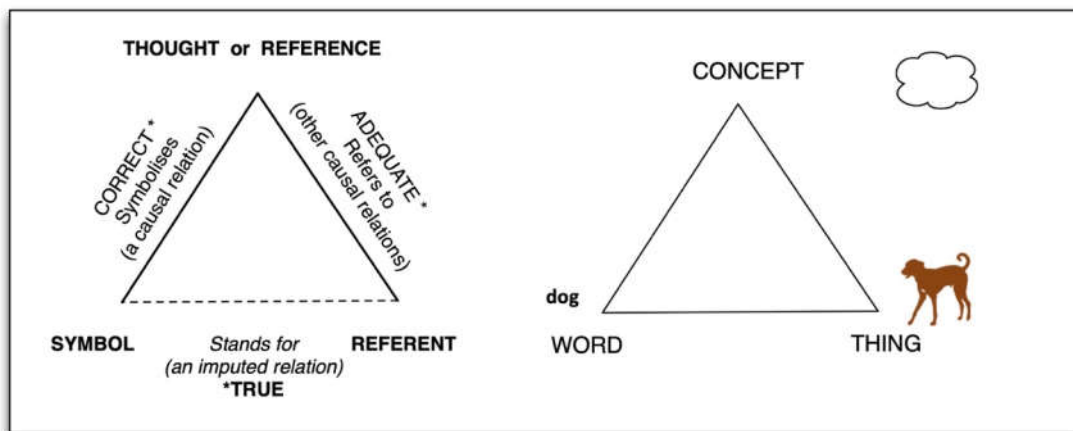 THOUGHT or REFERENCE
CORRECT *
Symbolises
(a causal relation)
ADEQUATE *
Refers to
(other causal relations)
SYMBOL
Stands for
(an imputed relation)
*TRUE
REFERENT
CONCEPT
dog
WORD
THING